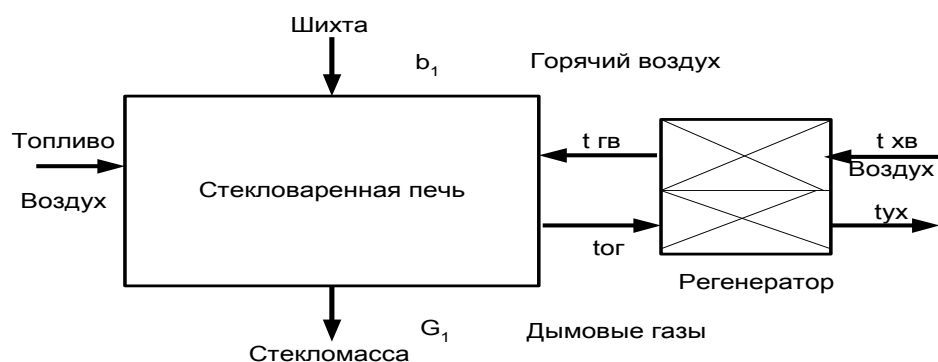 Шихта
b1
Горячий воздух
Топливо
t гв
t хв
Воздух
Воздух
Стекловаренная печь
tог
tух
Регенератор
G1
Дымовые газы
Стекломасса